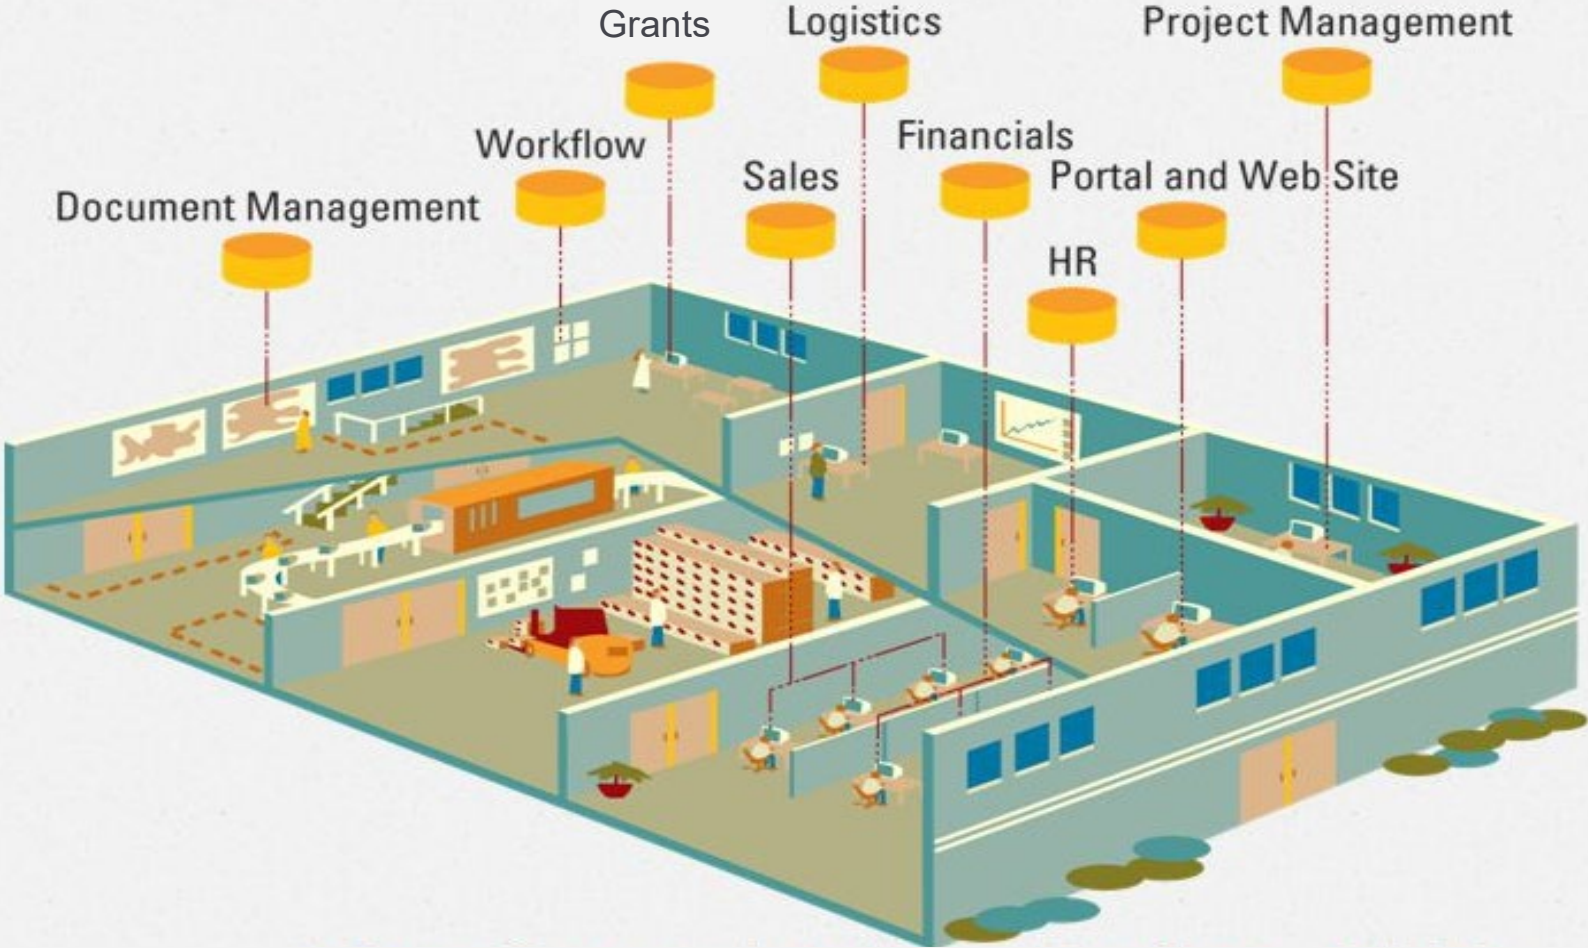 Grants
Logistics
Project Management
Workflow
Financials
Sales
Portal and Web Site
Document Management
HR